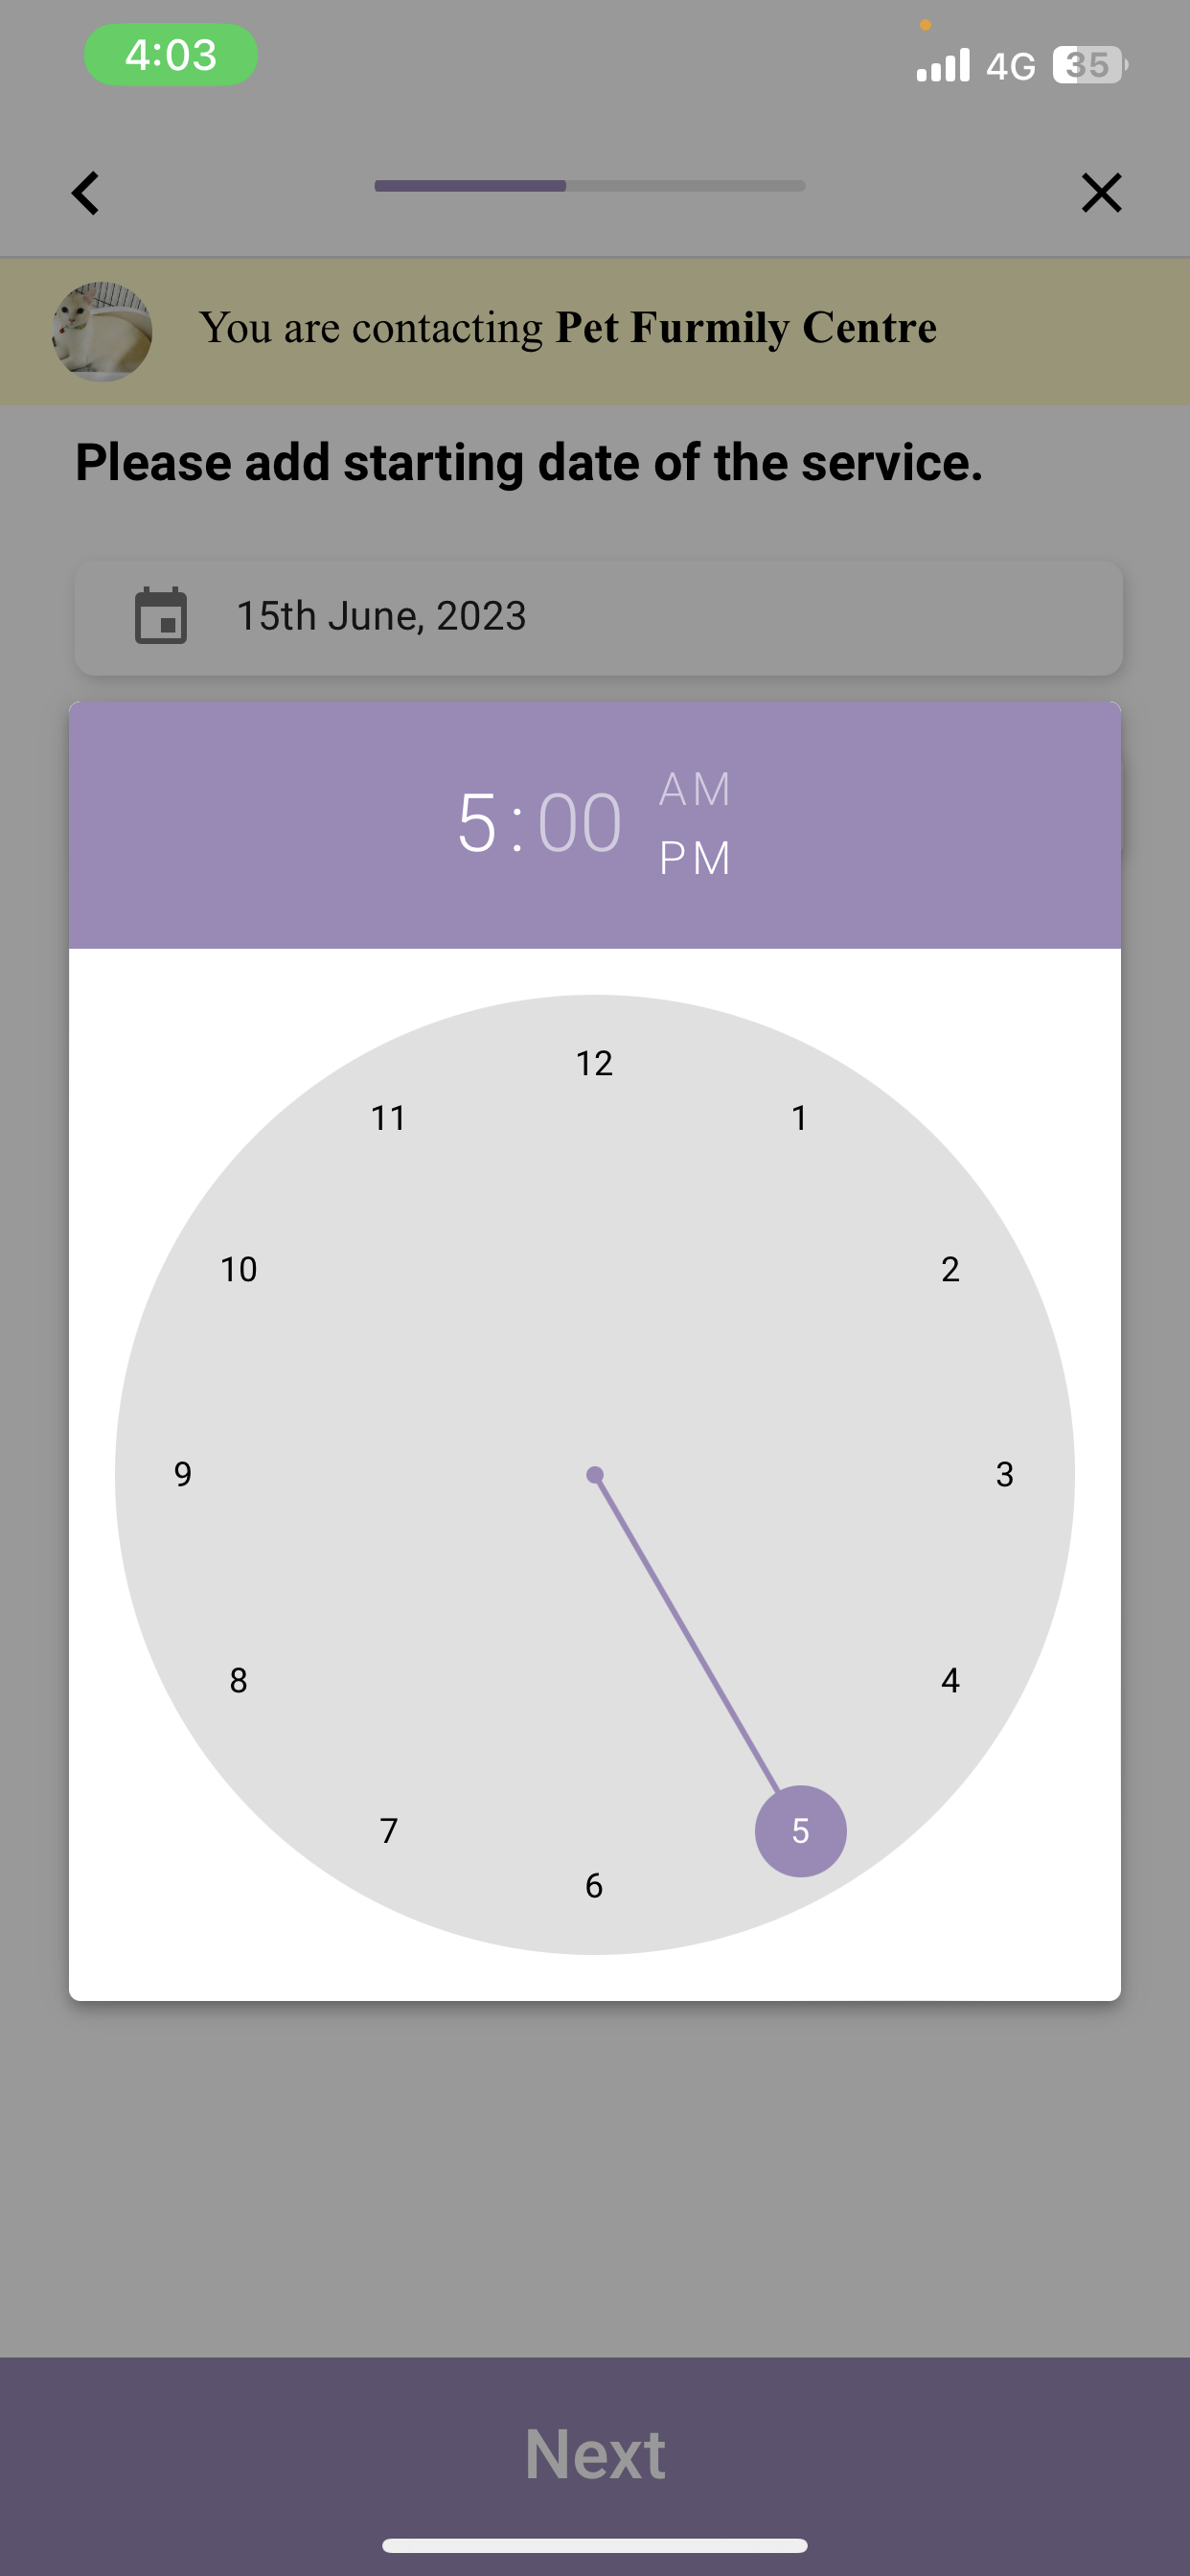 4:03
4G 35
You are contacting Pet Furmily Centre
Please add starting date of the service.
15th June, 2023
AM
5:00
PM
12
11
1
10
2
9
3
8
4
7
5
6
Next